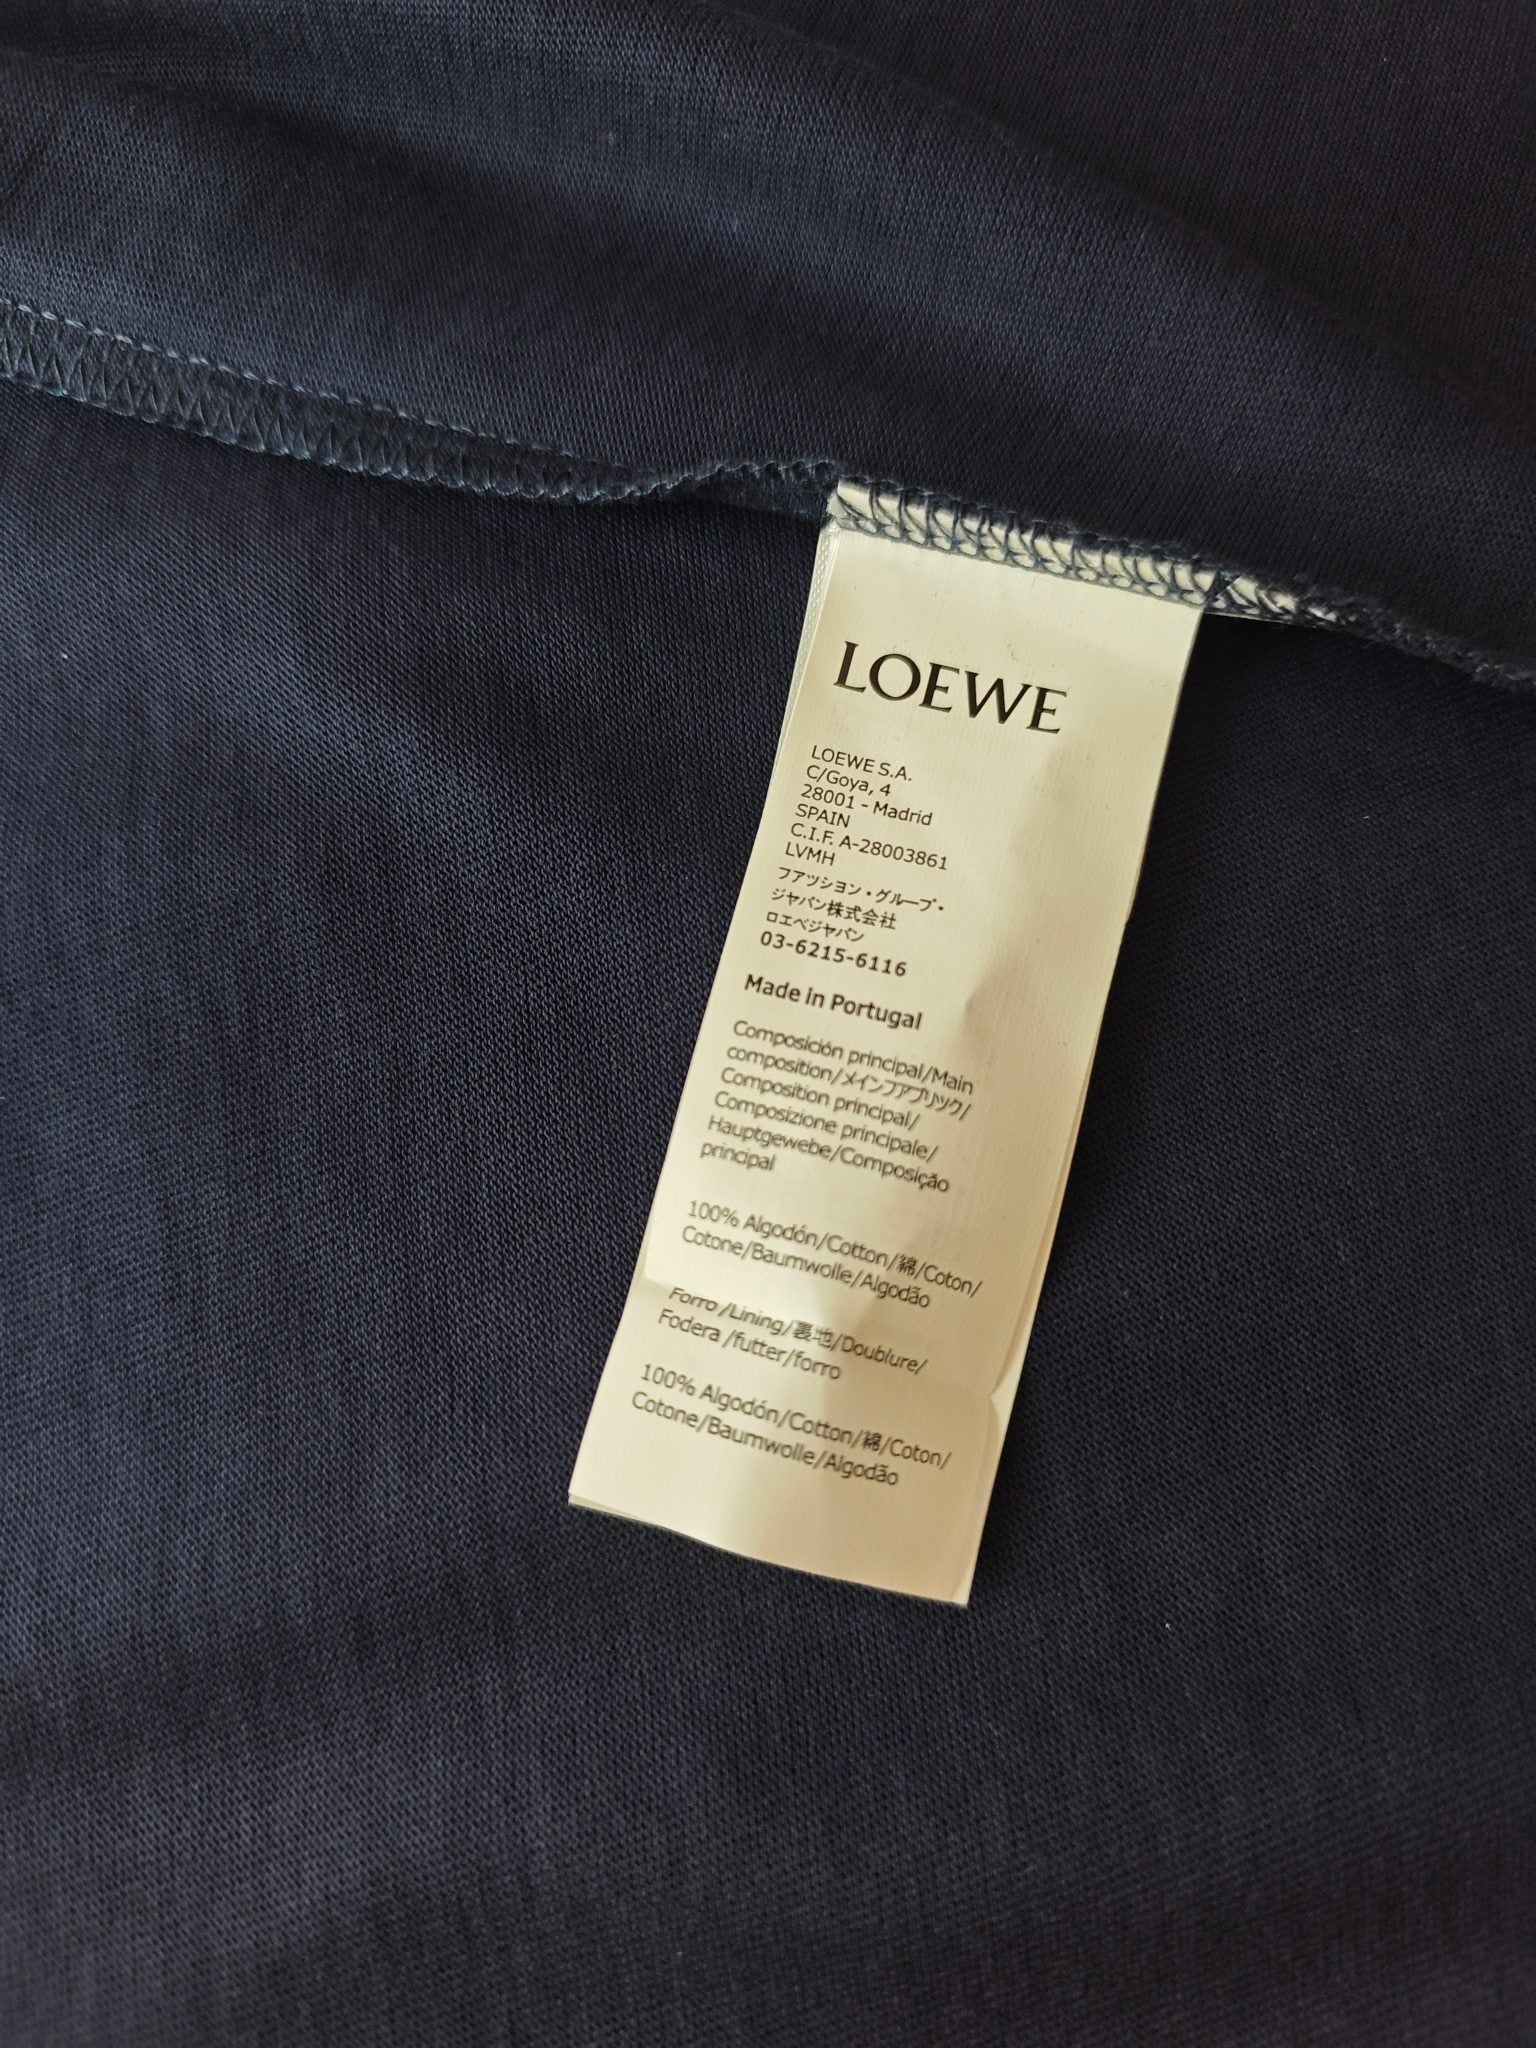 LOEWE
LOEWE S.A.
C/Goya, 4
28001 - Madrid
SPAIN
C.I.F. A-28003861
LVMH
ファッション・グループ・
ジャパン株式会社
ロエベジャパン
03-6215-6116
Made in Portugal
Composición principal/Main
composition/メインファブリック/
Composition principal/
Composizione principale/
Hauptgewebe/Composição
principal
100% Algodón/Cotton/綿/Coton/
Cotone/Baumwolle/Algodão
Forro /Lining/裏地/Doublure/
Fodera /futter/forro
100% Algodón/Cotton/綿/Coton/
Cotone/Baumwolle/Algodão